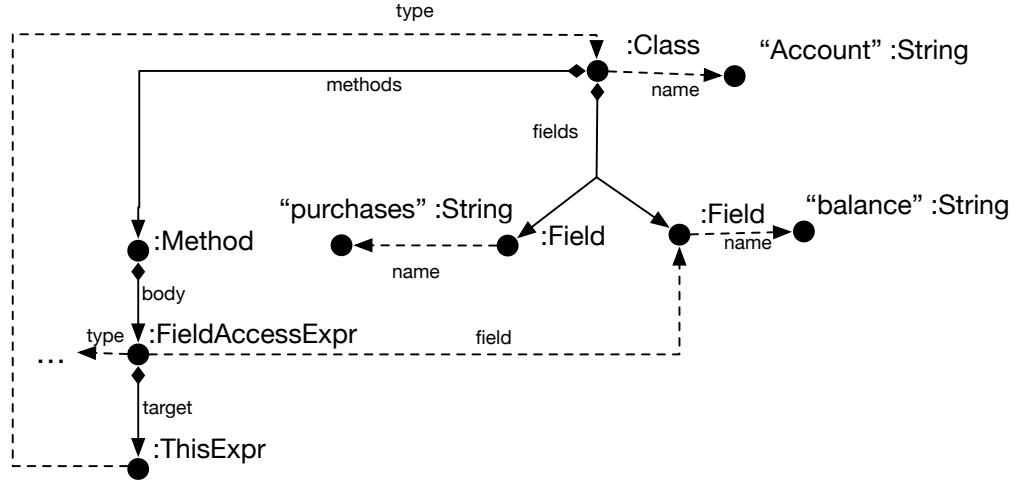 type
:Class
“Account” :String
methods
name
fields
“purchases” :String
:Field
“balance” :String
:Method
:Field
name
name
body
type
:FieldAccessExpr
field
...
target
:ThisExpr